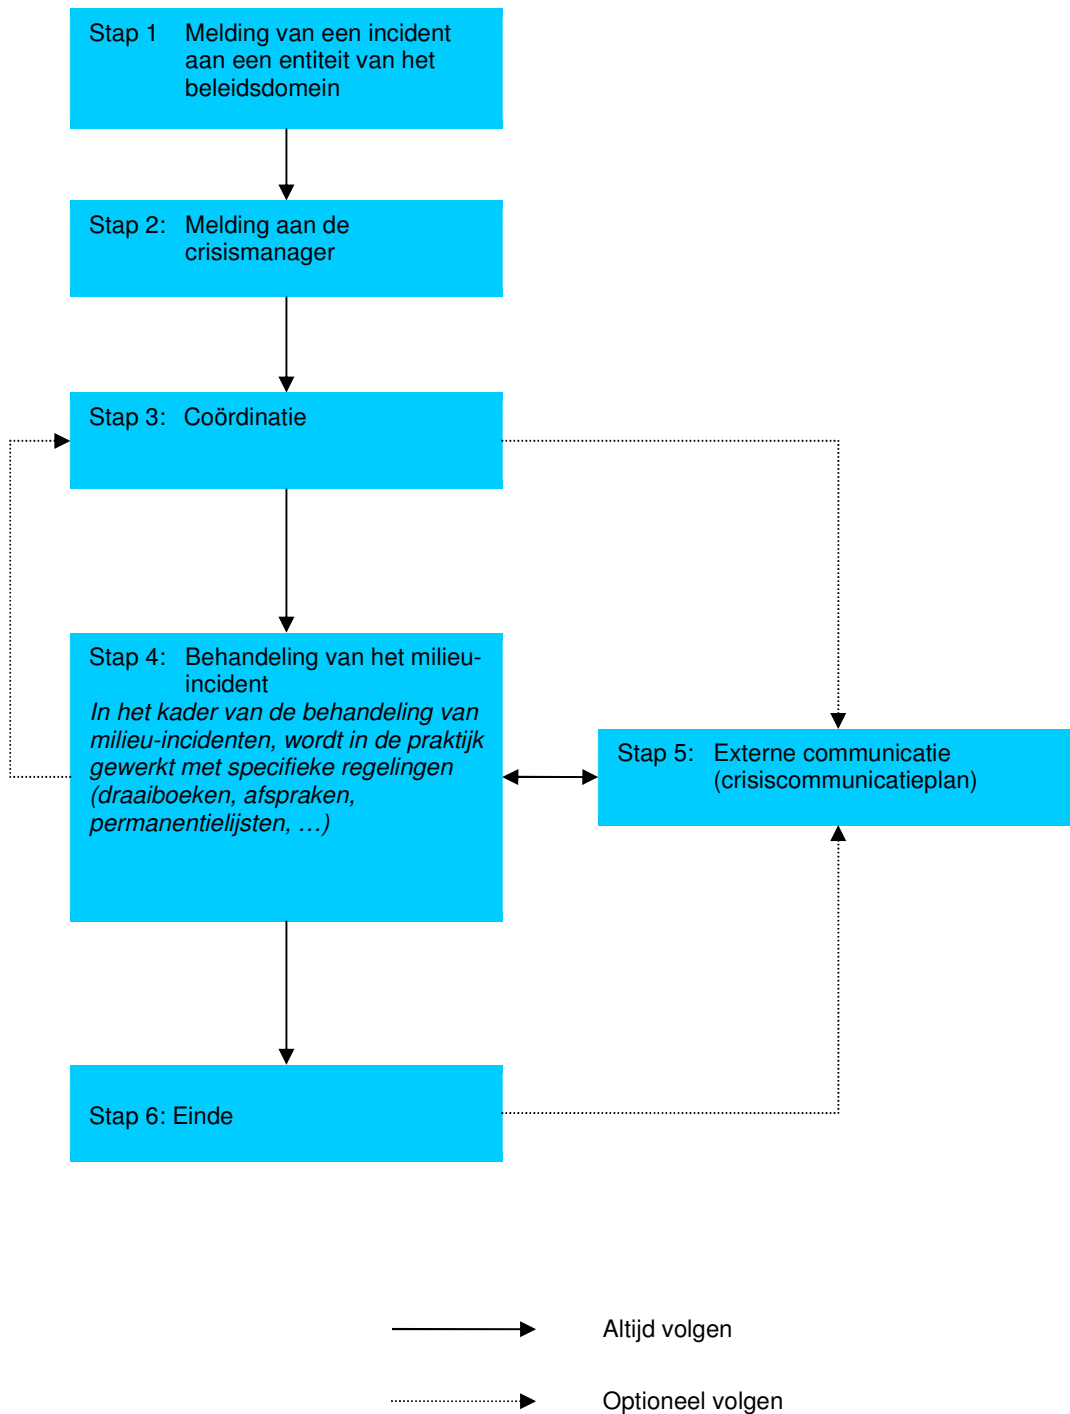 Stap 1 Melding van een incident
aan een entiteit van het
beleidsdomein
Stap 2: Melding aan de
crisismanager
Stap 3: Coördinatie
Stap 4: Behandeling van het milieu-
incident
In het kader van de behandeling van
milieu-incidenten, wordt in de praktijk
gewerkt met specifieke regelingen
(draaiboeken, afspraken,
permanentielijsten, …)
Stap 5: Externe communicatie
(crisiscommunicatieplan)
Stap 6: Einde
Altijd volgen
Optioneel volgen